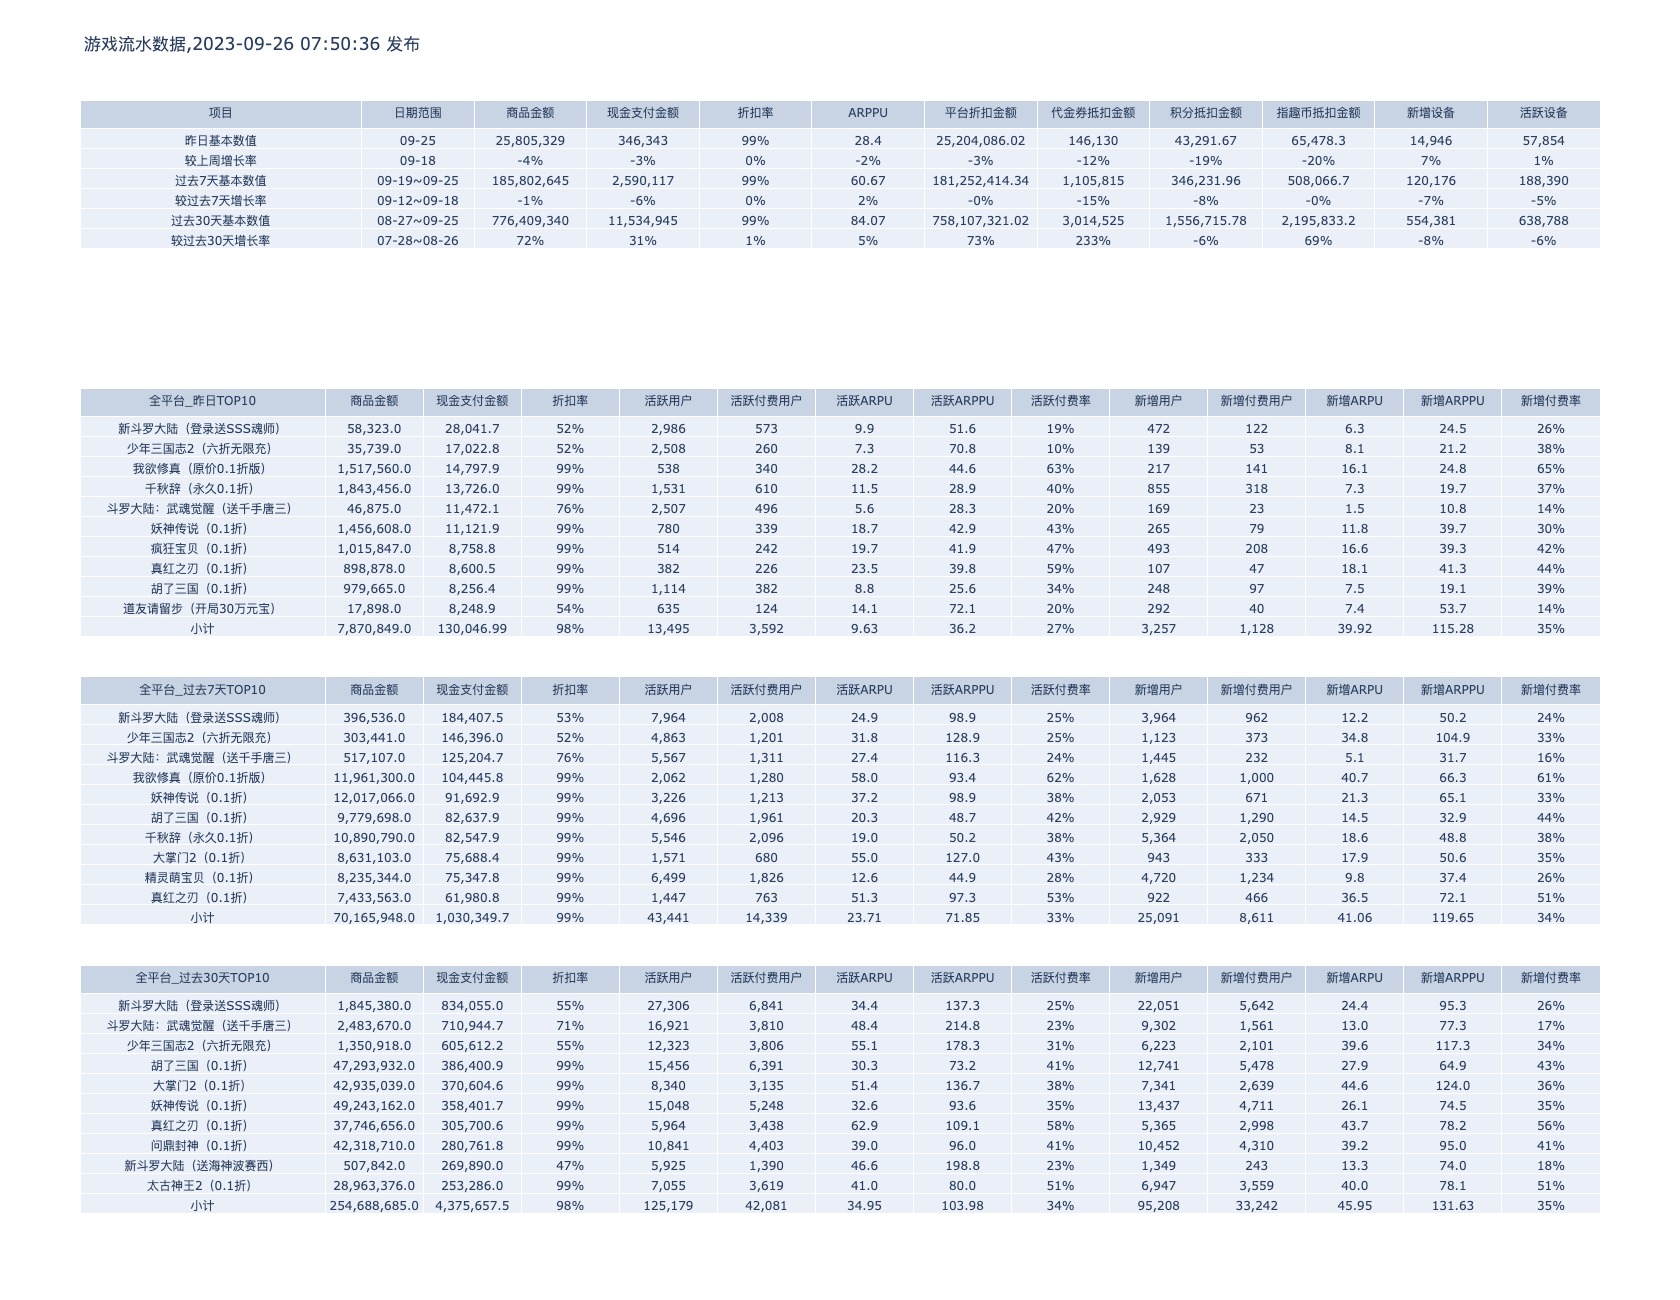 游戏流水数据,2023-09-26 07:50:36 发布
项目 日期范围 商品金额 现金支付金额 折扣率 ARPPU 平台折扣金额 代金券抵扣金额 积分抵扣金额 指趣币抵扣金额 新增设备 活跃设备
昨日基本数值 09-25 25,805,329 346,343 99% 28.4 25,204,086.02 146,130 43,291.67 65,478.3 14,946 57,854
较上周增长率 09-18 -4% -3% 0% -2% -3% -12% -19% -20% 7% 1%
过去7天基本数值 09-19~09-25 185,802,645 2,590,117 99% 60.67 181,252,414.34 1,105,815 346,231.96 508,066.7 120,176 188,390
较过去7天增长率 09-12~09-18 -1% -6% 0% 2% -0% -15% -8% -0% -7% -5%
过去30天基本数值 08-27~09-25 776,409,340 11,534,945 99% 84.07 758,107,321.02 3,014,525 1,556,715.78 2,195,833.2 554,381 638,788
较过去30天增长率 07-28~08-26 72% 31% 1% 5% 73% 233% -6% 69% -8% -6%
全平台_昨日TOP10 商品金额 现金支付金额 折扣率 活跃用户 活跃付费用户 活跃ARPU 活跃ARPPU 活跃付费率 新增用户 新增付费用户 新增ARPU 新增ARPPU 新增付费率
新斗罗大陆（登录送SSS魂师） 58,323.0 28,041.7 52% 2,986 573 9.9 51.6 19% 472 122 6.3 24.5 26%
少年三国志2（六折无限充） 35,739.0 17,022.8 52% 2,508 260 7.3 70.8 10% 139 53 8.1 21.2 38%
我欲修真（原价0.1折版） 1,517,560.0 14,797.9 99% 538 340 28.2 44.6 63% 217 141 16.1 24.8 65%
千秋辞（永久0.1折） 1,843,456.0 13,726.0 99% 1,531 610 11.5 28.9 40% 855 318 7.3 19.7 37%
斗罗大陆：武魂觉醒（送千手唐三） 46,875.0 11,472.1 76% 2,507 496 5.6 28.3 20% 169 23 1.5 10.8 14%
妖神传说（0.1折） 1,456,608.0 11,121.9 99% 780 339 18.7 42.9 43% 265 79 11.8 39.7 30%
疯狂宝贝（0.1折） 1,015,847.0 8,758.8 99% 514 242 19.7 41.9 47% 493 208 16.6 39.3 42%
真红之刃（0.1折） 898,878.0 8,600.5 99% 382 226 23.5 39.8 59% 107 47 18.1 41.3 44%
胡了三国（0.1折） 979,665.0 8,256.4 99% 1,114 382 8.8 25.6 34% 248 97 7.5 19.1 39%
道友请留步（开局30万元宝） 17,898.0 8,248.9 54% 635 124 14.1 72.1 20% 292 40 7.4 53.7 14%
小计 7,870,849.0 130,046.99 98% 13,495 3,592 9.63 36.2 27% 3,257 1,128 39.92 115.28 35%
全平台_过去7天TOP10 商品金额 现金支付金额 折扣率 活跃用户 活跃付费用户 活跃ARPU 活跃ARPPU 活跃付费率 新增用户 新增付费用户 新增ARPU 新增ARPPU 新增付费率
新斗罗大陆（登录送SSS魂师） 396,536.0 184,407.5 53% 7,964 2,008 24.9 98.9 25% 3,964 962 12.2 50.2 24%
少年三国志2（六折无限充） 303,441.0 146,396.0 52% 4,863 1,201 31.8 128.9 25% 1,123 373 34.8 104.9 33%
斗罗大陆：武魂觉醒（送千手唐三） 517,107.0 125,204.7 76% 5,567 1,311 27.4 116.3 24% 1,445 232 5.1 31.7 16%
我欲修真（原价0.1折版） 11,961,300.0 104,445.8 99% 2,062 1,280 58.0 93.4 62% 1,628 1,000 40.7 66.3 61%
妖神传说（0.1折） 12,017,066.0 91,692.9 99% 3,226 1,213 37.2 98.9 38% 2,053 671 21.3 65.1 33%
胡了三国（0.1折） 9,779,698.0 82,637.9 99% 4,696 1,961 20.3 48.7 42% 2,929 1,290 14.5 32.9 44%
千秋辞（永久0.1折） 10,890,790.0 82,547.9 99% 5,546 2,096 19.0 50.2 38% 5,364 2,050 18.6 48.8 38%
大掌门2（0.1折） 8,631,103.0 75,688.4 99% 1,571 680 55.0 127.0 43% 943 333 17.9 50.6 35%
精灵萌宝贝（0.1折） 8,235,344.0 75,347.8 99% 6,499 1,826 12.6 44.9 28% 4,720 1,234 9.8 37.4 26%
真红之刃（0.1折） 7,433,563.0 61,980.8 99% 1,447 763 51.3 97.3 53% 922 466 36.5 72.1 51%
小计 70,165,948.0 1,030,349.7 99% 43,441 14,339 23.71 71.85 33% 25,091 8,611 41.06 119.65 34%
全平台_过去30天TOP10 商品金额 现金支付金额 折扣率 活跃用户 活跃付费用户 活跃ARPU 活跃ARPPU 活跃付费率 新增用户 新增付费用户 新增ARPU 新增ARPPU 新增付费率
新斗罗大陆（登录送SSS魂师） 1,845,380.0 834,055.0 55% 27,306 6,841 34.4 137.3 25% 22,051 5,642 24.4 95.3 26%
斗罗大陆：武魂觉醒（送千手唐三） 2,483,670.0 710,944.7 71% 16,921 3,810 48.4 214.8 23% 9,302 1,561 13.0 77.3 17%
少年三国志2（六折无限充） 1,350,918.0 605,612.2 55% 12,323 3,806 55.1 178.3 31% 6,223 2,101 39.6 117.3 34%
胡了三国（0.1折） 47,293,932.0 386,400.9 99% 15,456 6,391 30.3 73.2 41% 12,741 5,478 27.9 64.9 43%
大掌门2（0.1折） 42,935,039.0 370,604.6 99% 8,340 3,135 51.4 136.7 38% 7,341 2,639 44.6 124.0 36%
妖神传说（0.1折） 49,243,162.0 358,401.7 99% 15,048 5,248 32.6 93.6 35% 13,437 4,711 26.1 74.5 35%
真红之刃（0.1折） 37,746,656.0 305,700.6 99% 5,964 3,438 62.9 109.1 58% 5,365 2,998 43.7 78.2 56%
问鼎封神（0.1折） 42,318,710.0 280,761.8 99% 10,841 4,403 39.0 96.0 41% 10,452 4,310 39.2 95.0 41%
新斗罗大陆（送海神波赛西） 507,842.0 269,890.0 47% 5,925 1,390 46.6 198.8 23% 1,349 243 13.3 74.0 18%
太古神王2（0.1折） 28,963,376.0 253,286.0 99% 7,055 3,619 41.0 80.0 51% 6,947 3,559 40.0 78.1 51%
小计 254,688,685.0 4,375,657.5 98% 125,179 42,081 34.95 103.98 34% 95,208 33,242 45.95 131.63 35%